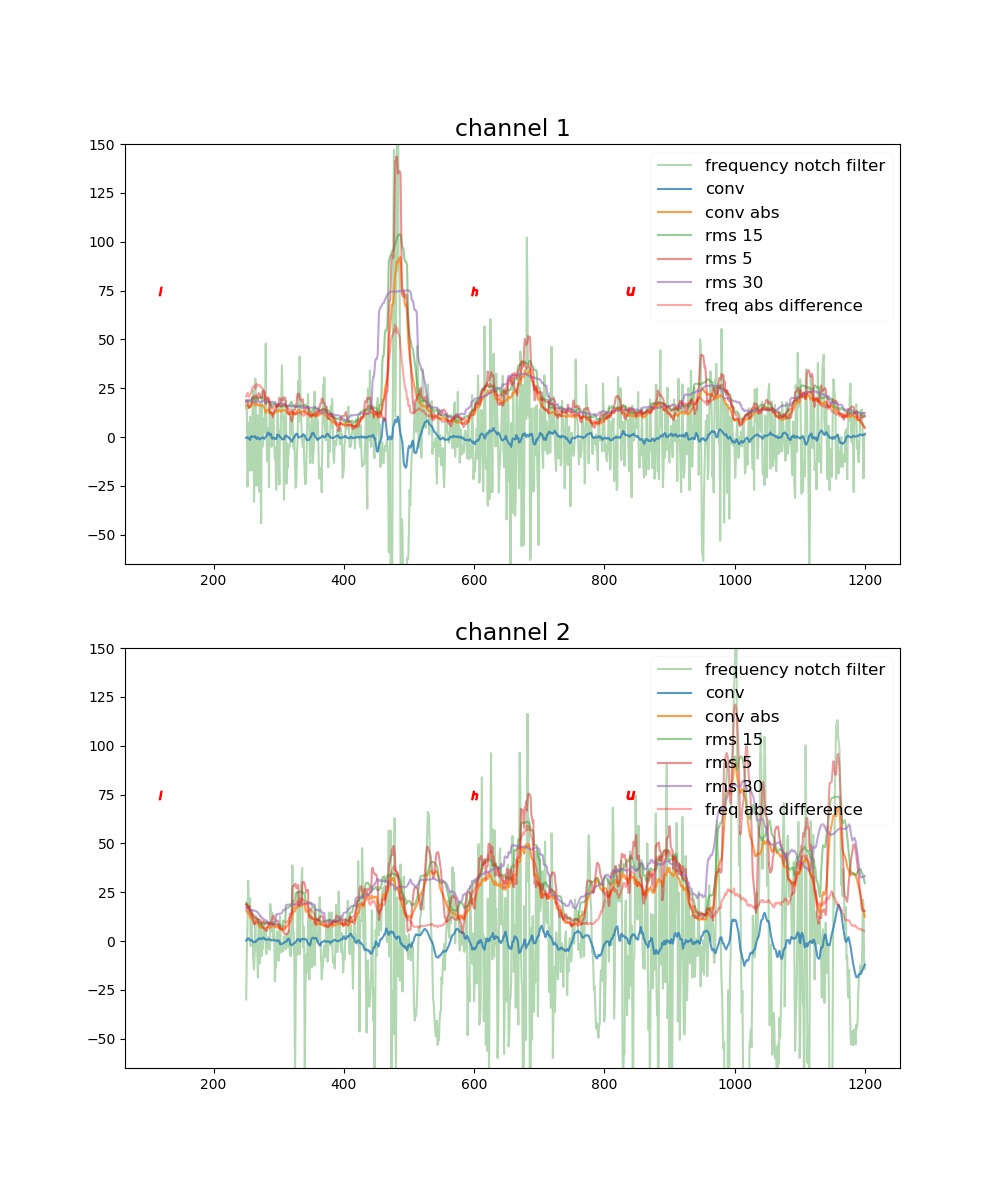 channel 1
150
125
100
75
50
25
0
−25
−50
frequency notch filter
conv
conv abs
rms 15
rms 5
rms 30
freq abs difference
l
h
u
200 400 600 800 1000 1200
channel 2
150
125
100
75
50
25
0
−25
−50
frequency notch filter
conv
conv abs
rms 15
rms 5
rms 30
freq abs difference
l
h
u
200 400 600 800 1000 1200